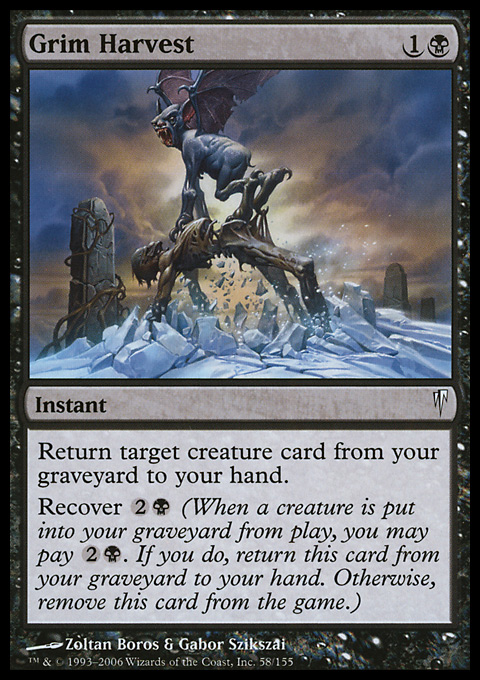 Grim Harvest 1
Instant
Return target creature card from your
graveyard to your hand.
Recover 2 (When a creature is put
into your graveyard from play, you may
pay 2. If you do, return this card from
your graveyard to your hand. Otherwise,
remove this card from the game.)
Zoltan Boros & Gabor Szikszai
™ & © 1993–2006 Wizards of the Coast, Inc. 58/155